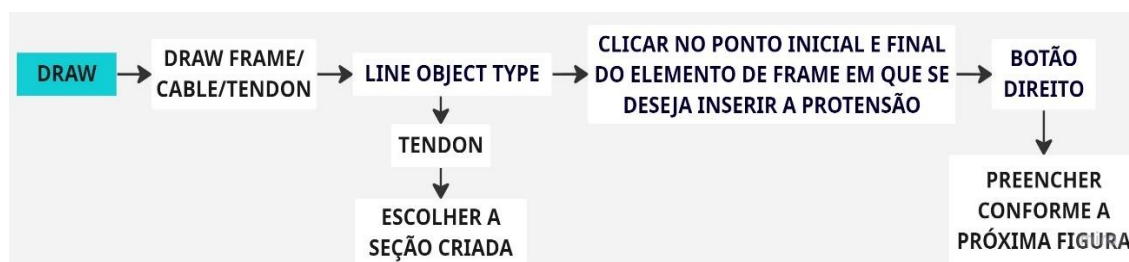 DRAW
DRAW FRAME/
CABLE/TENDON
LINE OBJECT TYPE
TENDON
ESCOLHER A
SEÇÃO CRIADA
CLICAR NO PONTO INICIAL E FINAL
DO ELEMENTO DE FRAME EM QUE SE
DESEJA INSERIR A PROTENSÃO
BOTÃO
DIREITO
PREENCHER
CONFORME A
PRÓXIMA FIGURA